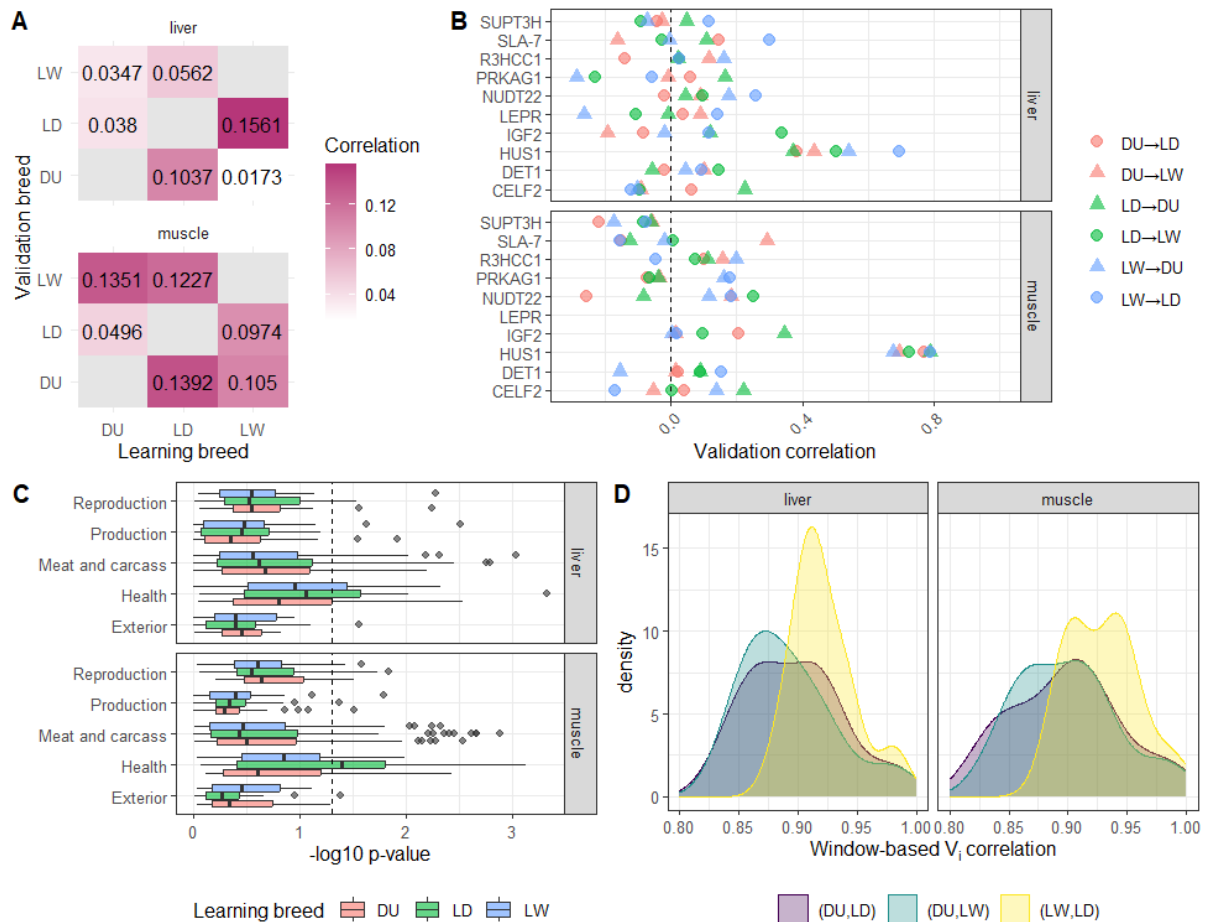 A
liver
LW
0.0347
0.0562
LD
0.038
0.1561
DU
0.1037
0.0173
muscle
LW
0.1351
0.1227
LD
0.0496
0.0974
DU
0.1392
0.105
DU
LD
LW
Learning breed
Validation breed
Correlation
0.12
0.08
0.04
B
SUPT3H
SLA-7
R3HCC1
PRKAG1
NUDT22
LEPR
IGF2
HUS1
DET1
CELF2
liver
SUPT3H
SLA-7
R3HCC1
PRKAG1
NUDT22
LEPR
IGF2
HUS1
DET1
CELF2
muscle
0.0
0.4
0.8
Validation correlation
DU→LD
DU→LW
LD→DU
LD→LW
LW→DU
LW→LD
C
Reproduction
Production
Meat and carcass
Health
Exterior
liver
Reproduction
Production
Meat and carcass
Health
Exterior
muscle
0
1
2
3
-log10 p-value
Learning breed
DU
LD
LW
D
liver
muscle
15
10
5
0
density
0.80
0.85
0.90
0.95
1.00
0.80
0.85
0.90
0.95
1.00
Window-based Vi correlation
(DU,LD)
(DU,LW)
(LW,LD)